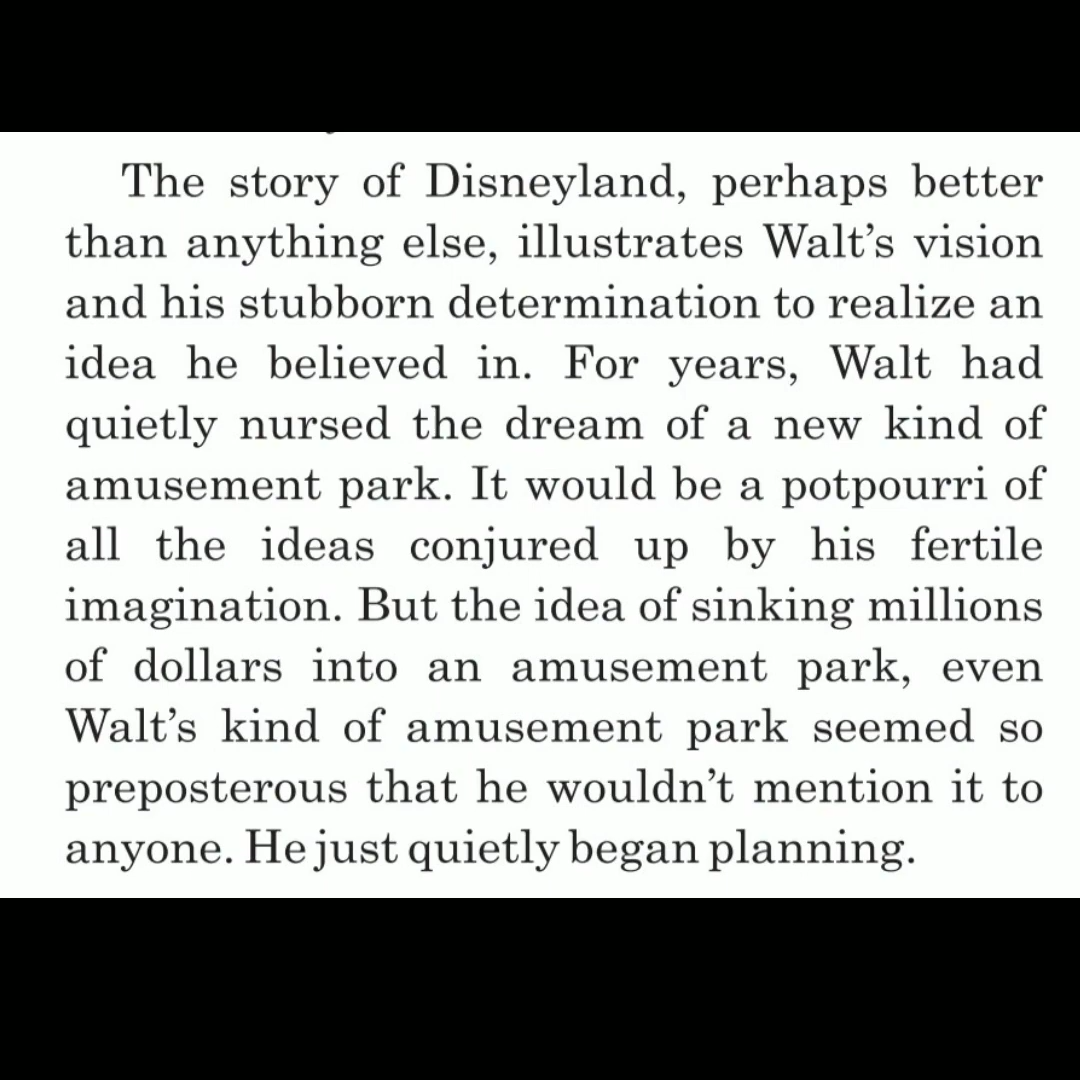 The story of Disneyland, perhaps better
than anything else, illustrates Walt’s vision
and his stubborn determination to realize an
idea he believed in. For years, Walt had
quietly nursed the dream of a new kind of
amusement park. It would be a potpourri of
all the ideas conjured up by his fertile
imagination. But the idea of sinking millions
of dollars into an amusement park, even
Walt’s kind of amusement park seemed so
preposterous that he wouldn’t mention it to
anyone. He just quietly began planning.